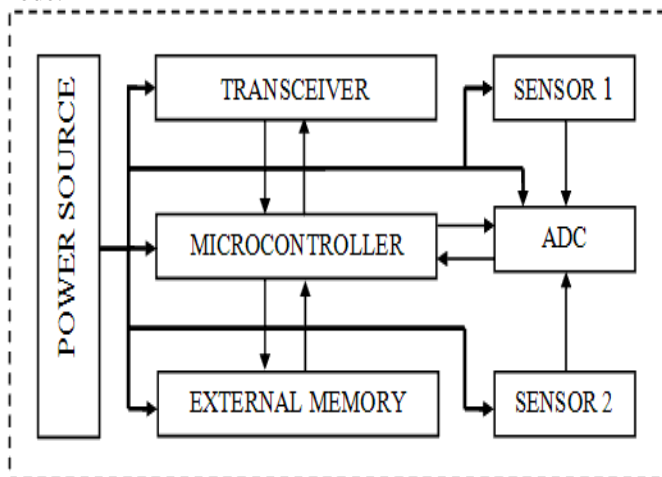 POWER SOURCE
TRANSCEIVER
SENSOR 1
MICROCONTROLLER
ADC
EXTERNAL MEMORY
SENSOR 2